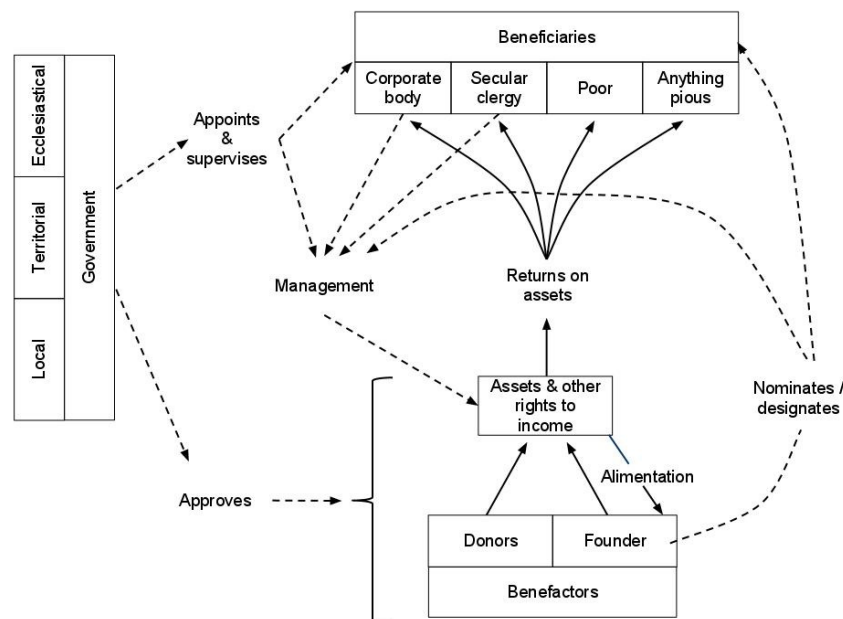 Beneficiaries
Corporate
body
Secular
clergy
Poor
Anything
pious
Ecclesiastical
Territorial
Local
Government
Appoints
&
supervises
Management
Returns on
assets
Assets & other
rights to
income
Nominates /
designates
Alimentation
Approves
Donors
Founder
Benefactors